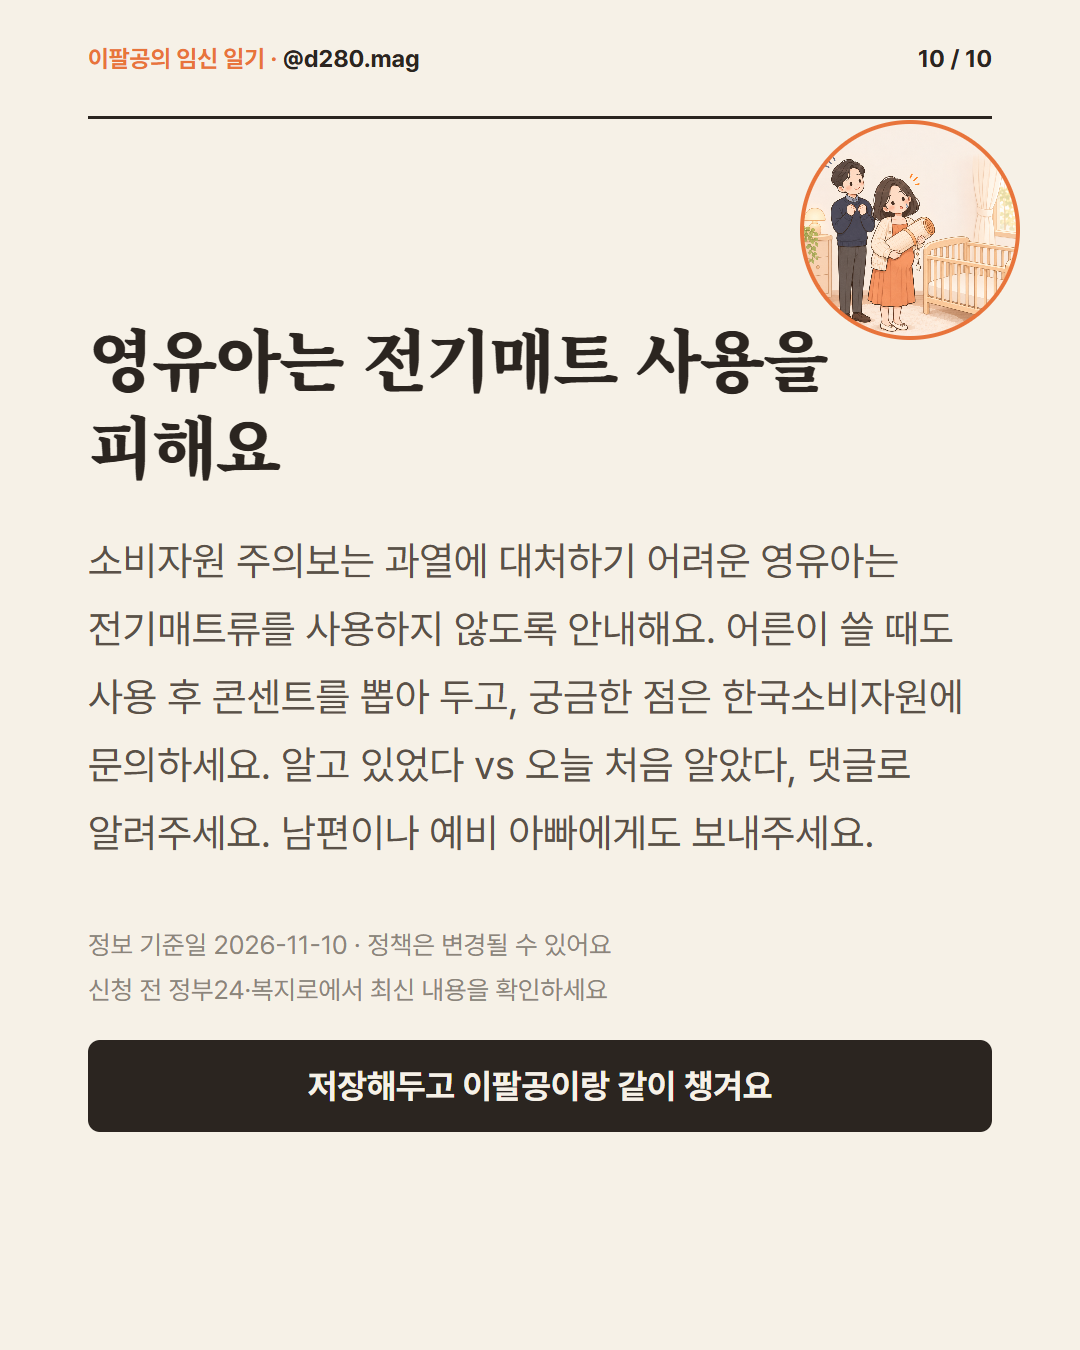 이팔공의 임신 일기 · @d280.mag
10 / 10
영유아는 전기매트 사용을
피해요
소비자원 주의보는 과열에 대처하기 어려운 영유아는
전기매트류를 사용하지 않도록 안내해요. 어른이 쓸 때도
사용 후 콘센트를 뽑아 두고, 궁금한 점은 한국소비자원에
문의하세요. 알고 있었다 vs 오늘 처음 알았다, 댓글로
알려주세요. 남편이나 예비 아빠에게도 보내주세요.
정보 기준일 2026-11-10 · 정책은 변경될 수 있어요
신청 전 정부24·복지로에서 최신 내용을 확인하세요
저장해두고 이팔공이랑 같이 챙겨요